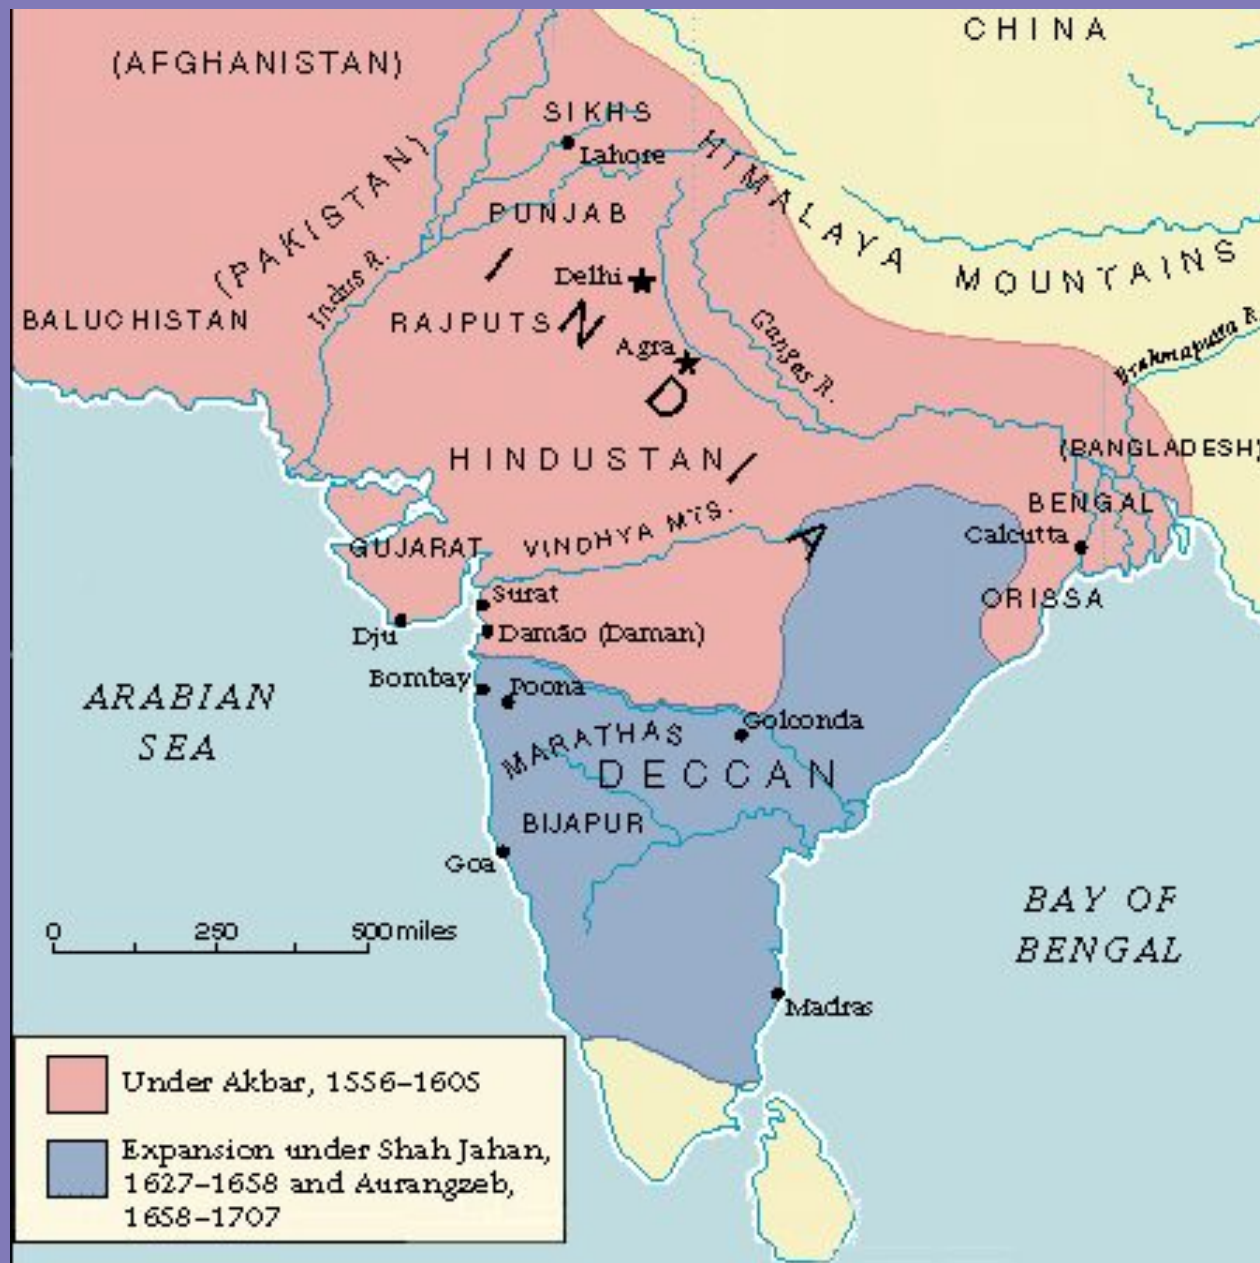 CHINA
(AFGHANISTAN)
SIKHS
Lahore
HIMALAYA MOUNTAINS
(PAKISTAN)
PUNJAB
Indus R.
Delhi
BALUCHISTAN
RAJPUTS
INDIA
Agra
Ganges R.
Brahmaputra R.
HINDUSTAN
(BANGLADESH)
BENGAL
VINDHYA MTS.
Calcutta
GUJARAT
Surat
ORISSA
Dju
Damão (Daman)
Bombay
Poona
ARABIAN
SEA
Golconda
MARATHAS
DECCAN
BIJAPUR
Goa
BAY OF
BENGAL
0 250 500 miles
Madras
Under Akbar, 1556–1605
Expansion under Shah Jahan,
1627–1658 and Aurangzeb,
1658–1707